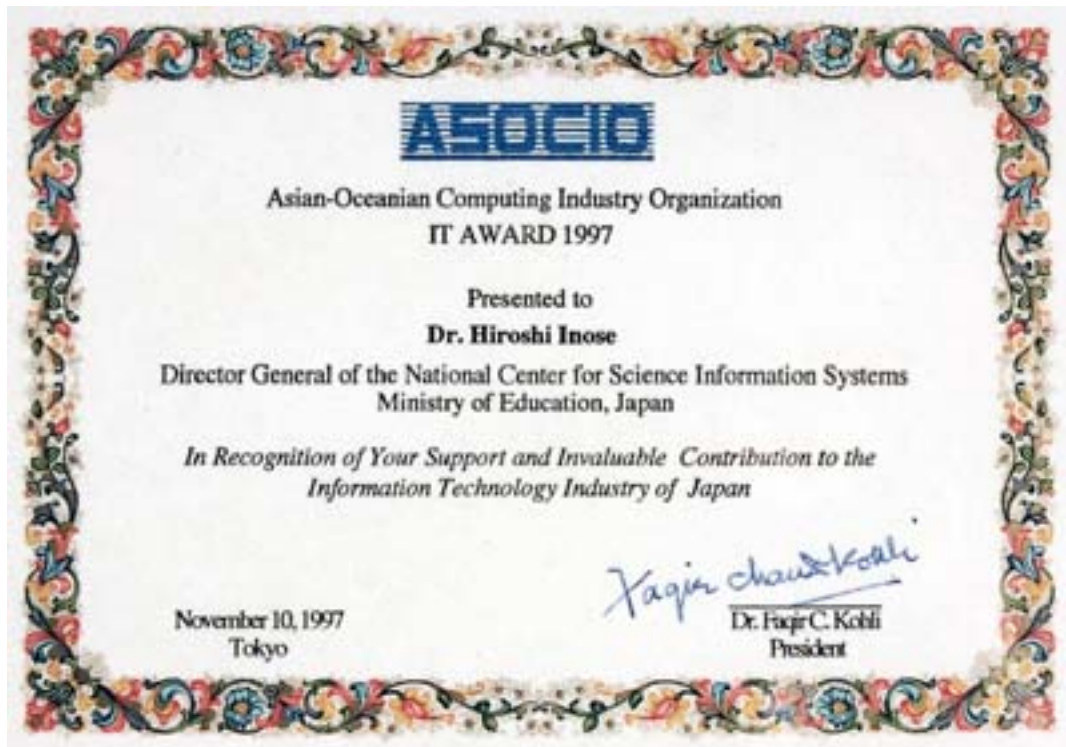 ASOCIO
Asian-Oceanian Computing Industry Organization
IT AWARD 1997
Presented to
Dr. Hiroshi Inose
Director General of the National Center for Science Information Systems
Ministry of Education, Japan
In Recognition of Your Support and Invaluable Contribution to the
Information Technology Industry of Japan
Faqir Chand Kohli
November 10, 1997
Dr. Faqir C. Kohli
Tokyo
President